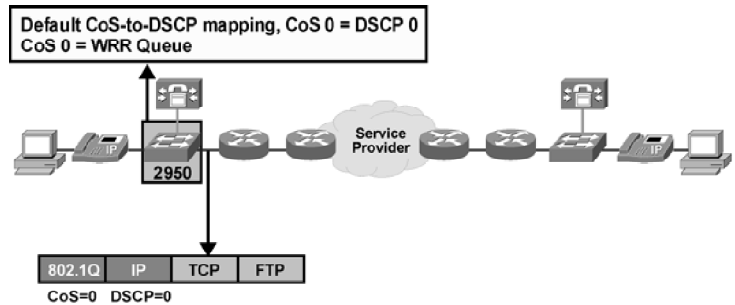 Default CoS-to-DSCP mapping, CoS 0 = DSCP 0
CoS 0 = WRR Queue
IP
2950
Service
Provider
IP
802.1Q IP TCP FTP
CoS=0 DSCP=0